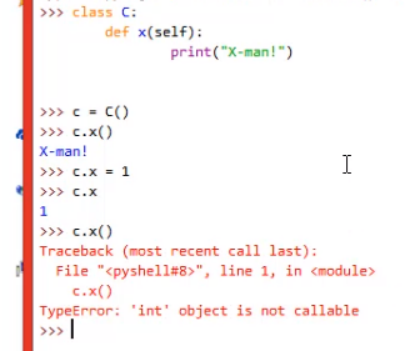 >>> class C:
        def x(self):
                print("X-man!")
>>> c = C()
>>> c.x()
X-man!
>>> c.x = 1
>>> c.x
1
>>> c.x()
Traceback (most recent call last):
  File "<pyshell#8>", line 1, in <module>
    c.x()
TypeError: 'int' object is not callable
>>>